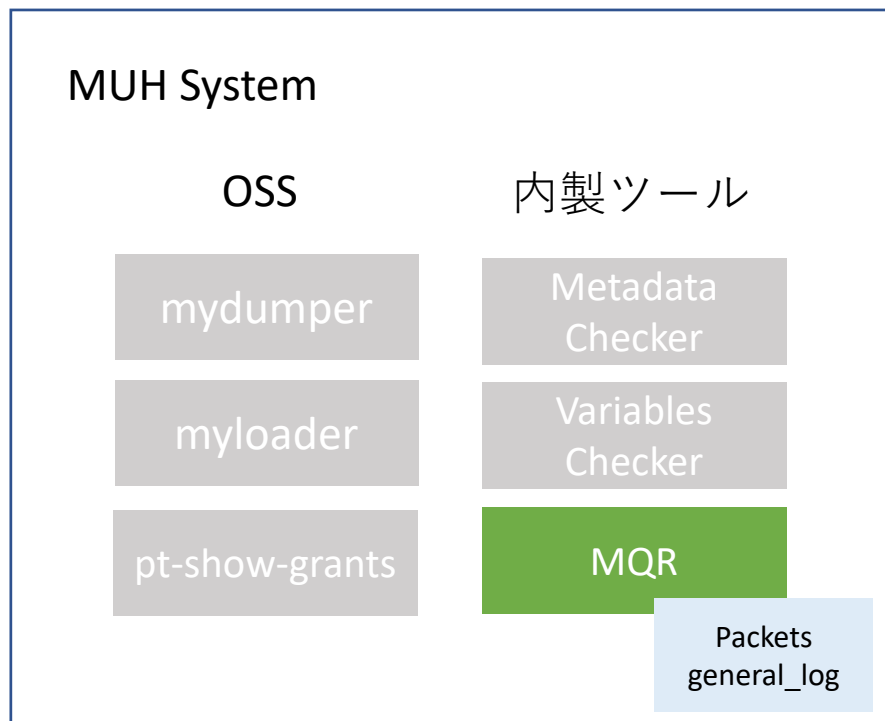 MUH System
OSS
mydumper
myloader
pt-show-grants
内製ツール
Metadata
Checker
Variables
Checker
MQR
Packets
general_log